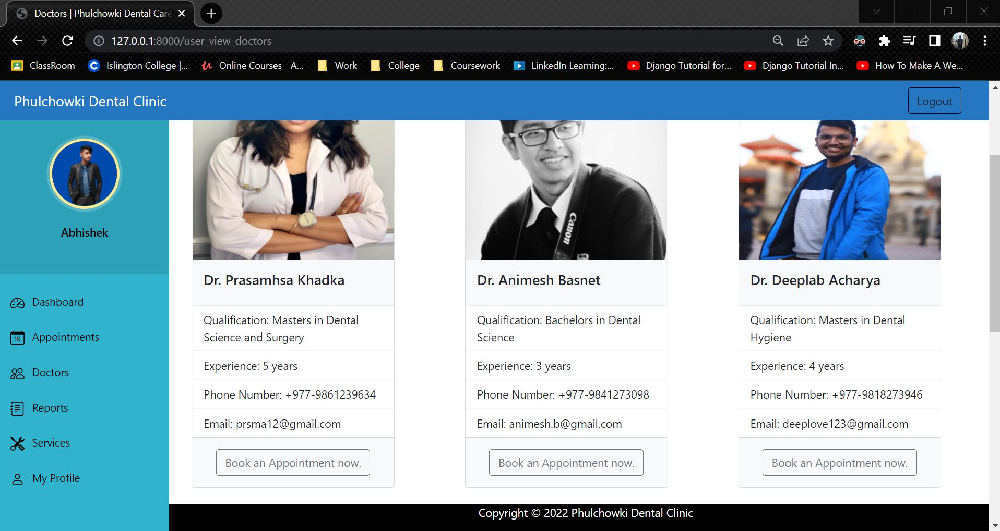 Doctors | Phulchowki Dental Care
127.0.0.1:8000/user_view_doctors
ClassRoom
Islington College |...
Online Courses - A...
Work
College
Coursework
LinkedIn Learning:...
Django Tutorial for...
Django Tutorial In...
How To Make A We...
Phulchowki Dental Clinic
Logout
Abhishek
Dashboard
19
Appointments
Doctors
Reports
Services
My Profile
Canon
Dr. Prasamhsa Khadka
Qualification: Masters in Dental
Science and Surgery
Experience: 5 years
Phone Number: +977-9861239634
Email: prsma12@gmail.com
Book an Appointment now.
Dr. Animesh Basnet
Qualification: Bachelors in Dental
Science
Experience: 3 years
Phone Number: +977-9841273098
Email: animesh.b@gmail.com
Book an Appointment now.
Dr. Deeplab Acharya
Qualification: Masters in Dental
Hygiene
Experience: 4 years
Phone Number: +977-9818273946
Email: deeplove123@gmail.com
Book an Appointment now.
Copyright © 2022 Phulchowki Dental Clinic